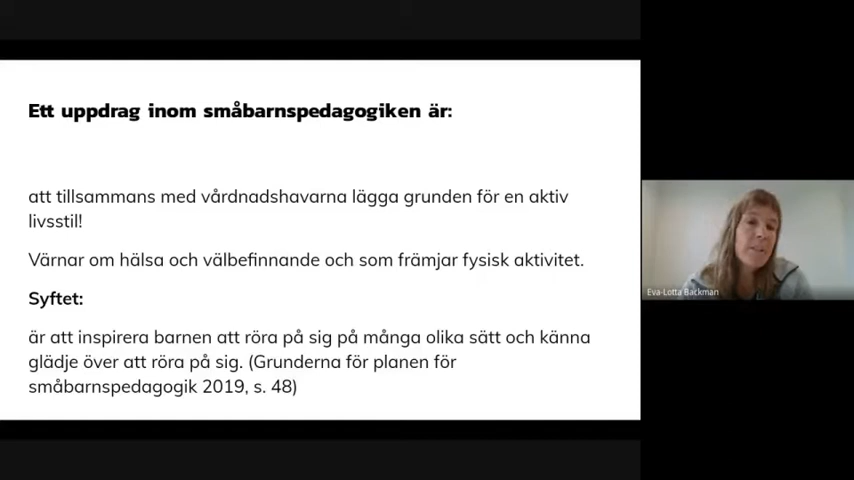 Ett uppdrag inom småbarnspedagogiken är:
att tillsammans med vårdnadshavarna lägga grunden för en aktiv
livsstil!
Värnar om hälsa och välbefinnande och som främjar fysisk aktivitet.
Syftet:
är att inspirera barnen att röra på sig på många olika sätt och känna
glädje över att röra på sig. (Grunderna för planen för
småbarnspedagogik 2019, s. 48)
Eva-Lotta Backman